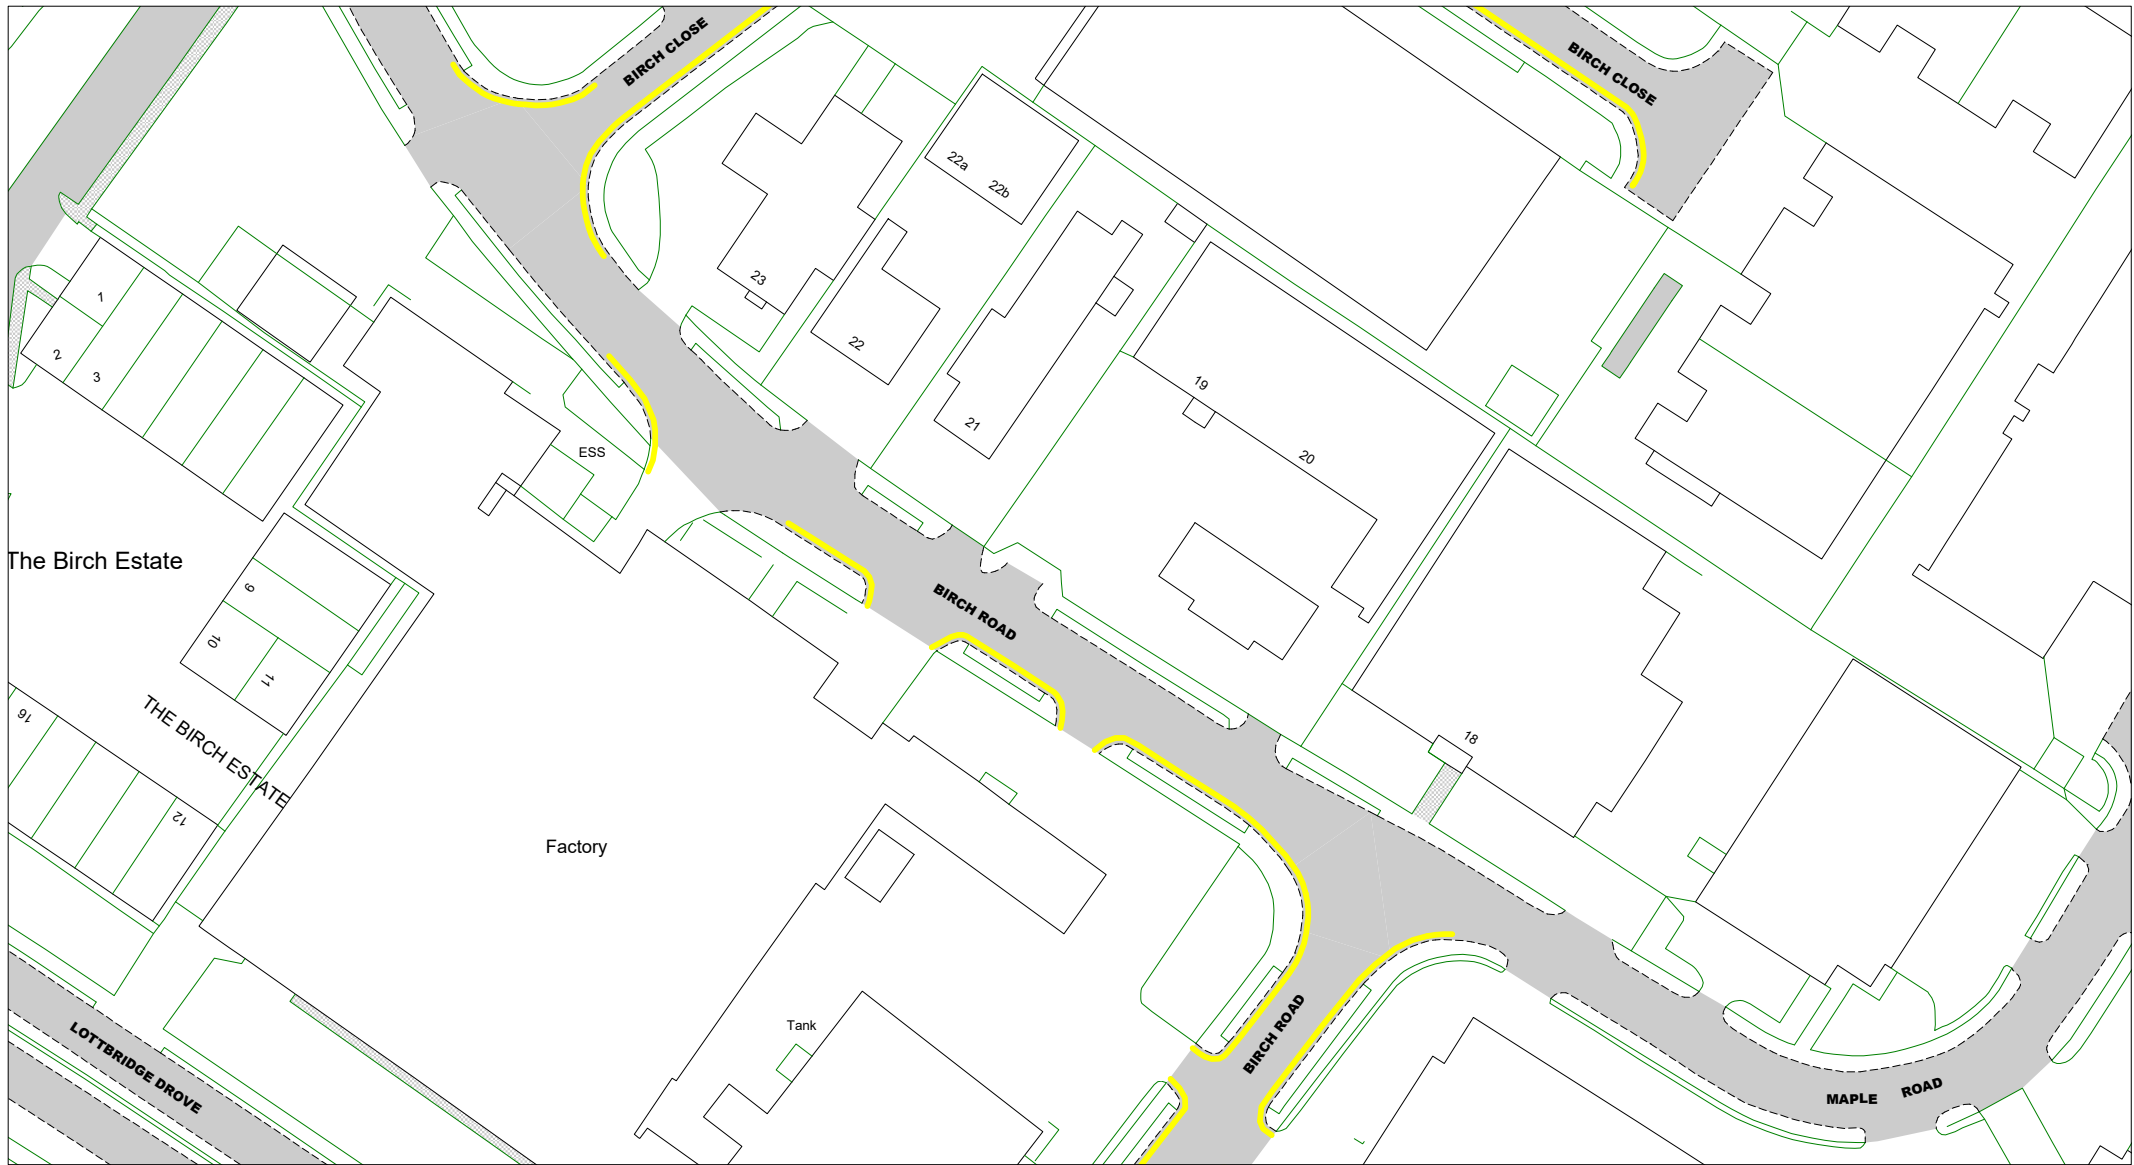 BIRCH CLOSE
BIRCH CLOSE
22a
22b
23
22
21
19
20
18
1
2
3
ESS
The Birch Estate
9
10
11
16
12
THE BIRCH ESTATE
BIRCH ROAD
Factory
Tank
BIRCH ROAD
LOTTBRIDGE DROVE
MAPLE ROAD